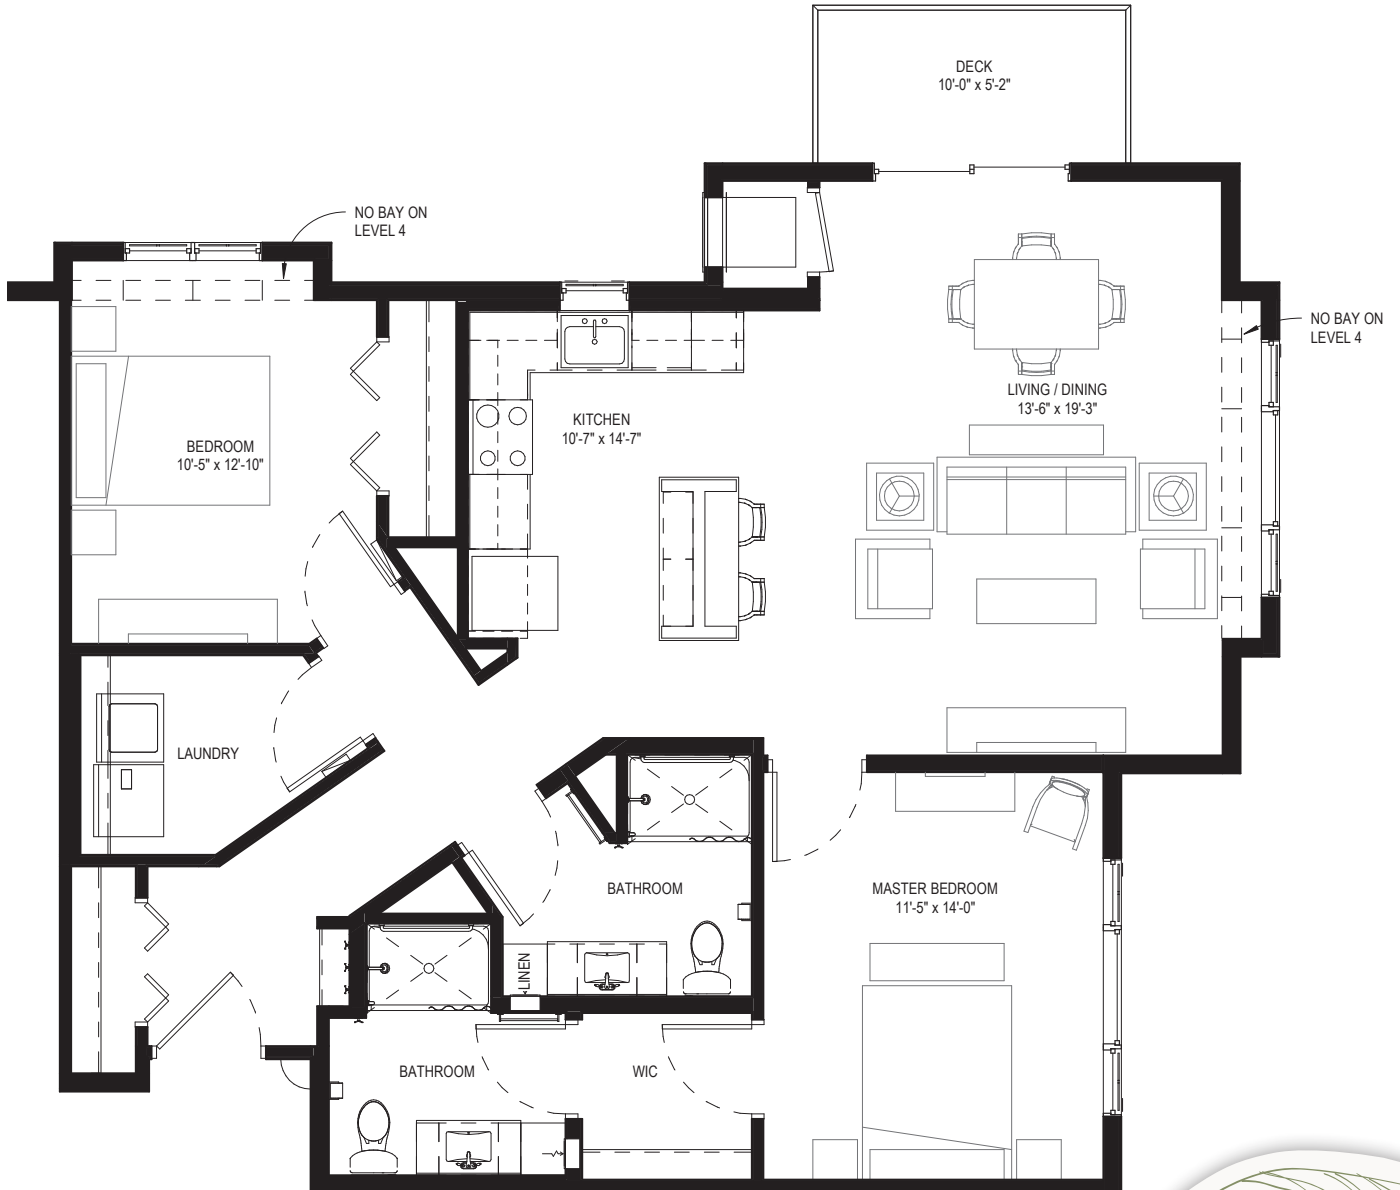 DECK
10'-0" x 5'-2"
NO BAY ON
LEVEL 4
NO BAY ON
LEVEL 4
LIVING / DINING
13'-6" x 19'-3"
KITCHEN
10'-7" x 14'-7"
BEDROOM
10'-5" x 12'-10"
LAUNDRY
BATHROOM
MASTER BEDROOM
11'-5" x 14'-0"
LINEN
BATHROOM
WIC